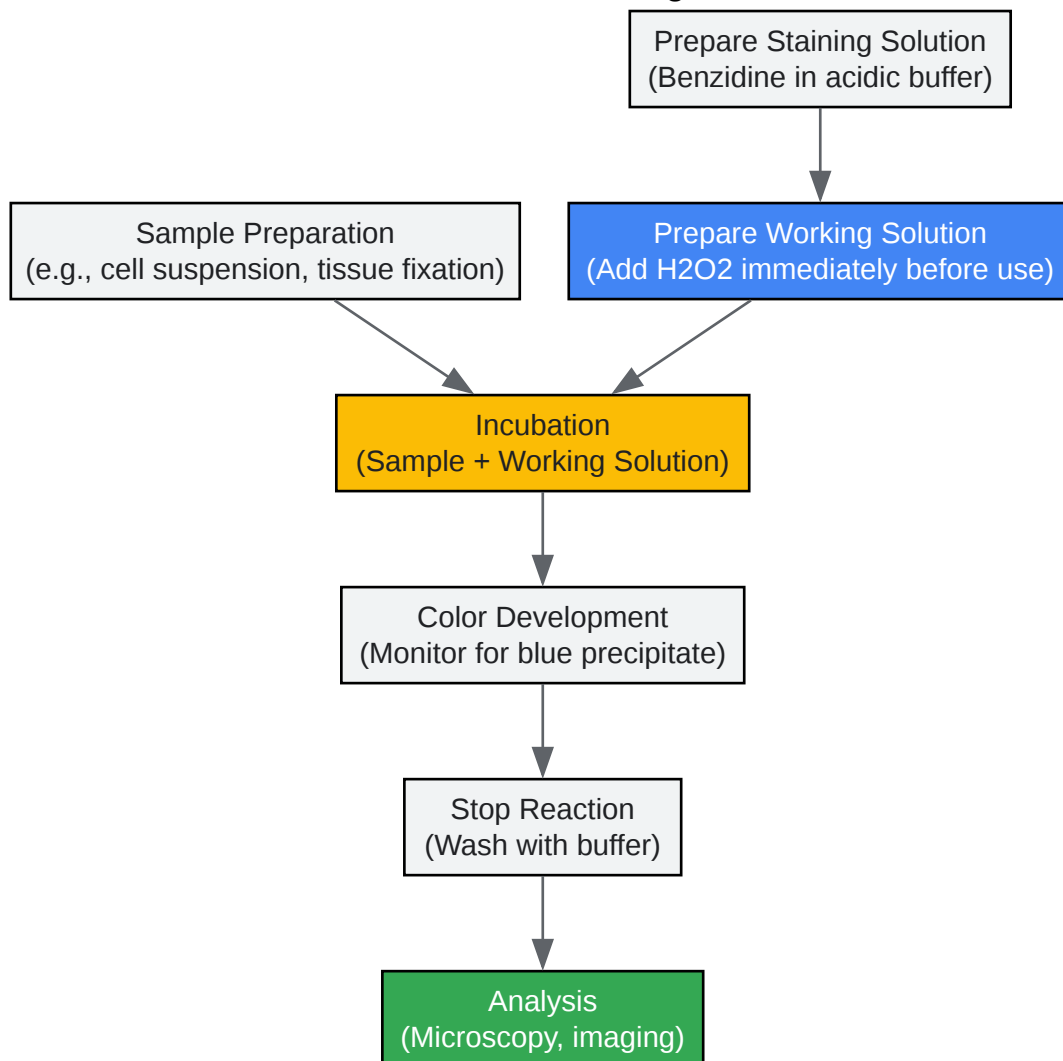 Prepare Staining Solution
(Benzidine in acidic buffer)
Sample Preparation
(e.g., cell suspension, tissue fixation)
Prepare Working Solution
(Add H2O2 immediately before use)
Incubation
(Sample + Working Solution)
Color Development
(Monitor for blue precipitate)
Stop Reaction
(Wash with buffer)
Analysis
(Microscopy, imaging)